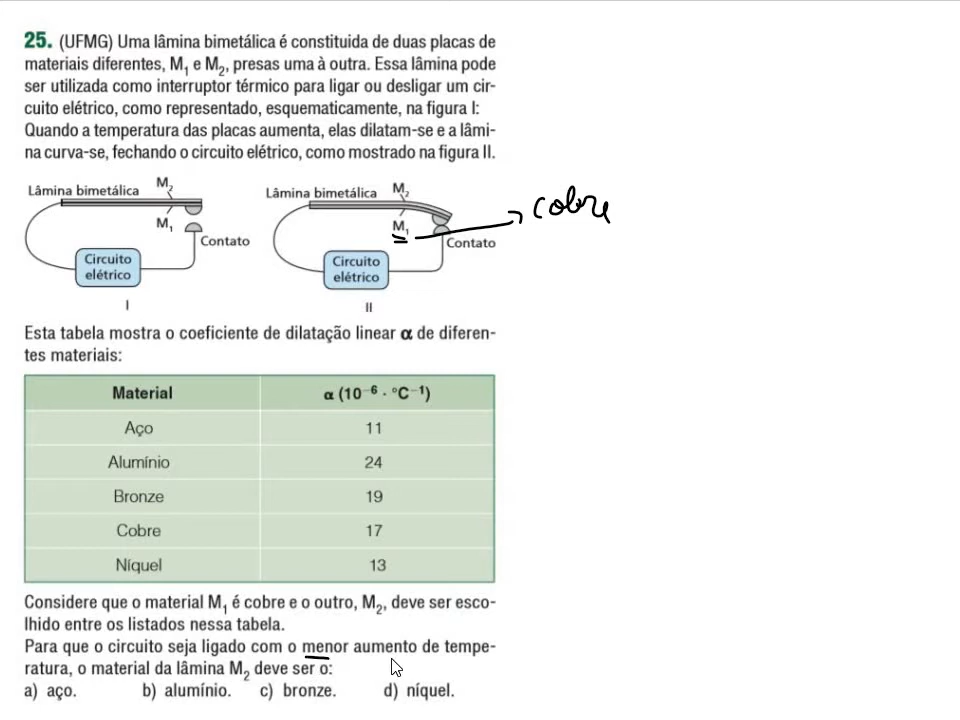 25. (UFMG) Uma lâmina bimetálica é constituida de duas placas de
materiais diferentes, M₁ e M₂, presas uma à outra. Essa lâmina pode
ser utilizada como interruptor térmico para ligar ou desligar um cir-
cuito elétrico, como representado, esquematicamente, na figura I:
Quando a temperatura das placas aumenta, elas dilatam-se e a lâmi-
na curva-se, fechando o circuito elétrico, como mostrado na figura II.
Lâmina bimetálica
M₂
M₁
Contato
Circuito
elétrico
I
Lâmina bimetálica
M₂
M₁
cobre
Contato
Circuito
elétrico
II
Esta tabela mostra o coeficiente de dilatação linear α de diferen-
tes materiais:
Material α (10⁻⁶ · °C⁻¹)
Aço 11
Alumínio 24
Bronze 19
Cobre 17
Níquel 13
Considere que o material M₁ é cobre e o outro, M₂, deve ser esco-
lhido entre os listados nessa tabela.
Para que o circuito seja ligado com o menor aumento de tempe-
ratura, o material da lâmina M₂ deve ser o:
a) aço. b) alumínio. c) bronze. d) níquel.